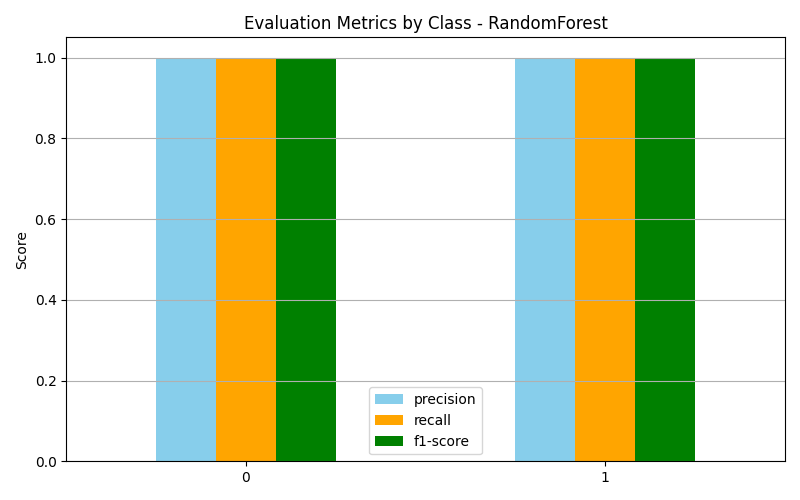 Evaluation Metrics by Class - RandomForest
1.0
0.8
0.6
0.4
0.2
0.0
Score
precision
recall
f1-score
0
1